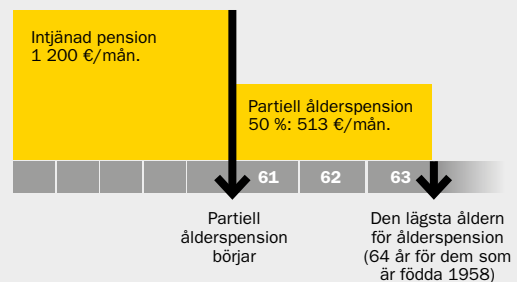 Intjänad pension
1 200 €/mån.
Partiell ålderspension
50 %: 513 €/mån.
61
62
63
Partiell
ålderspension
börjar
Den lägsta åldern
för ålderspension
(64 år för dem som
är födda 1958)